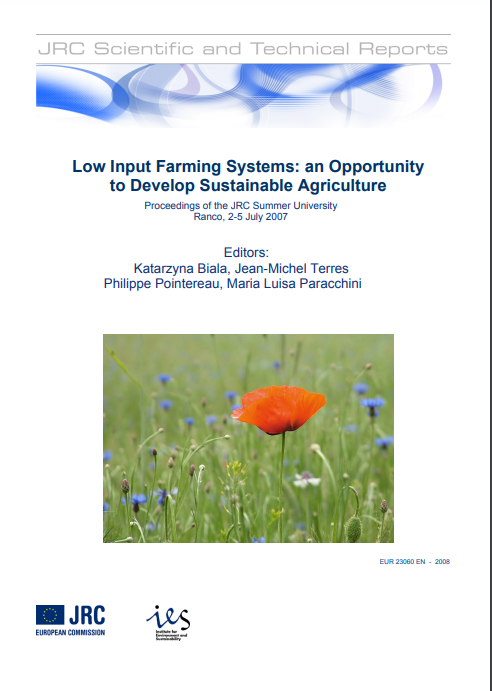 JRC Scientific and Technical Reports
Low Input Farming Systems: an Opportunity
to Develop Sustainable Agriculture
Proceedings of the JRC Summer University
Ranco, 2-5 July 2007
Editors:
Katarzyna Biala, Jean-Michel Terres
Philippe Pointereau, Maria Luisa Paracchini
EUR 23060 EN - 2008
JRC
EUROPEAN COMMISSION
ies
Institute for
Environment and
Sustainability